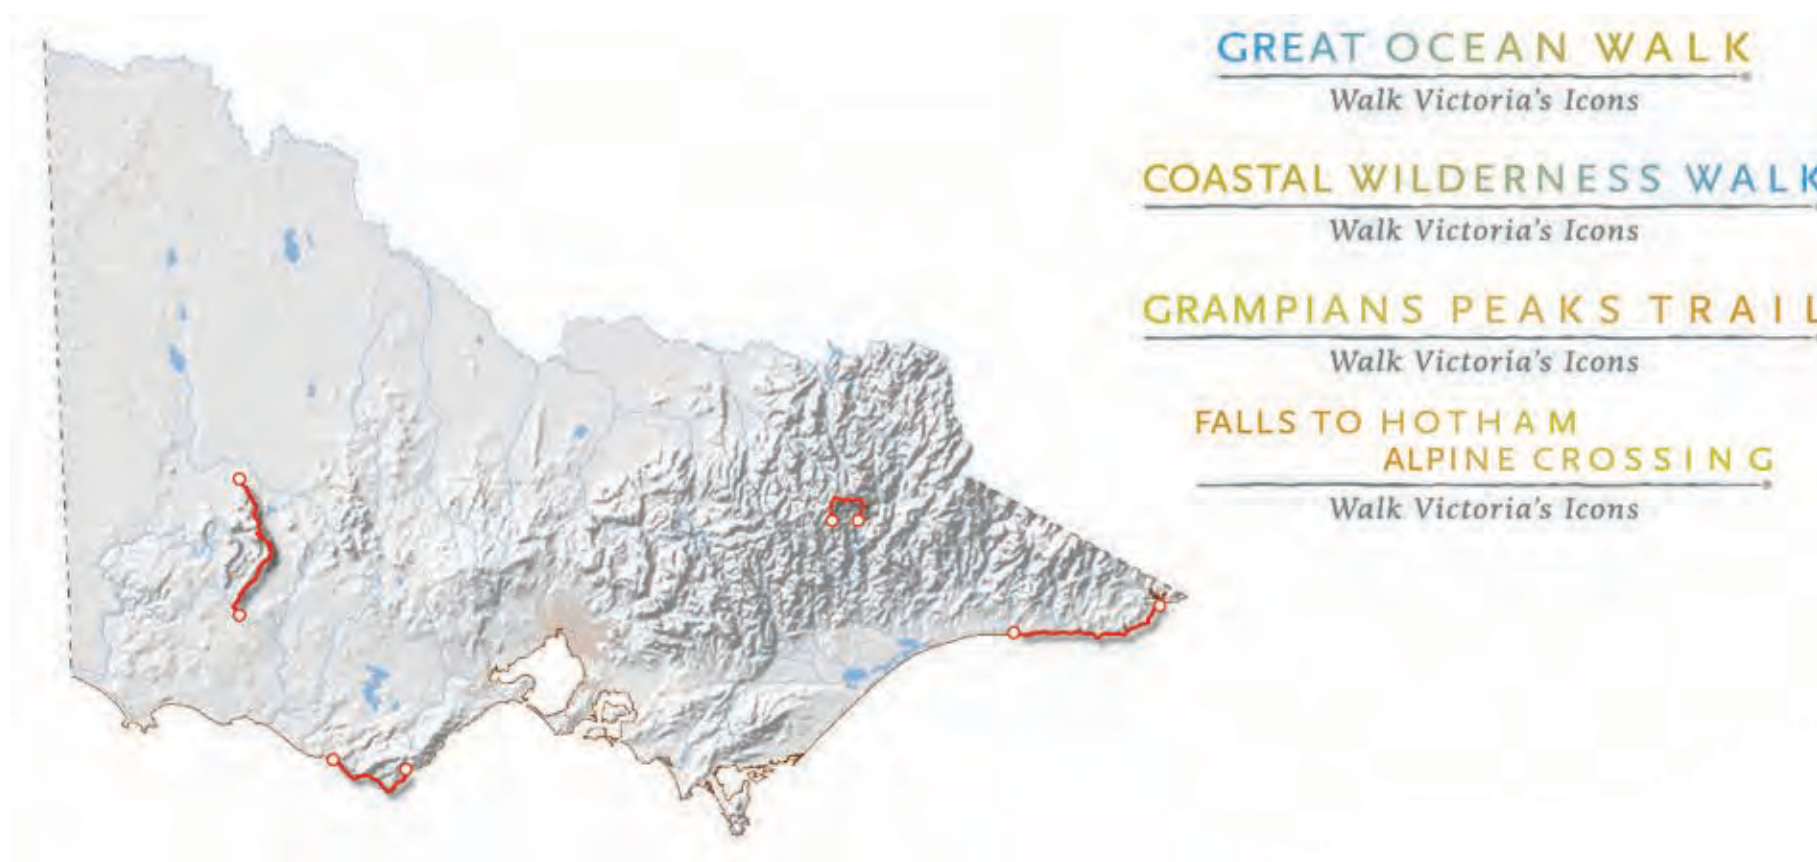 GREAT OCEAN WALK
Walk Victoria's Icons
COASTAL WILDERNESS WALK
Walk Victoria's Icons
GRAMPIANS PEAKS TRAIL
Walk Victoria's Icons
FALLS TO HOTHAM
ALPINE CROSSING
Walk Victoria's Icons